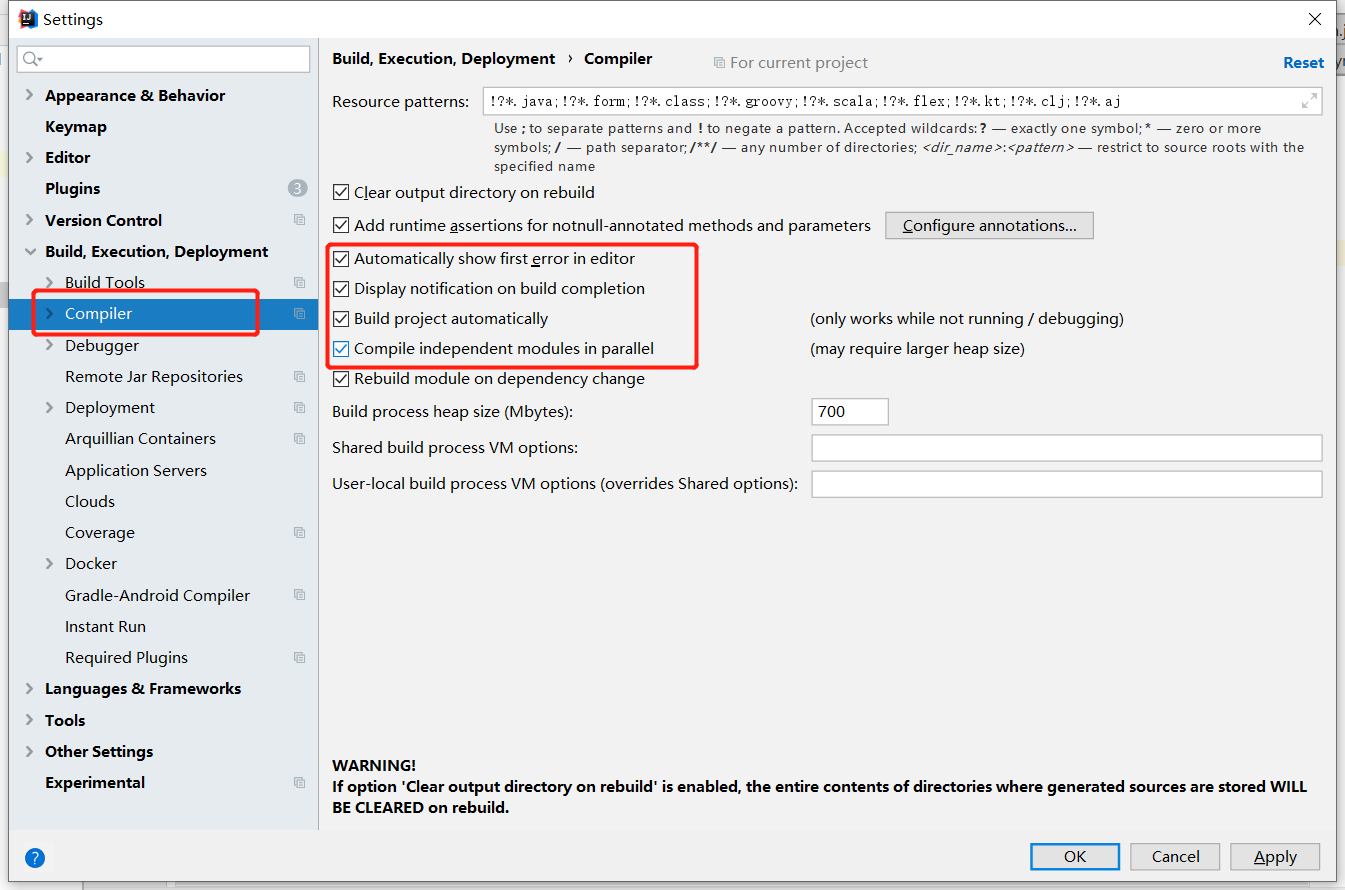 Settings
Appearance & Behavior
Keymap
Editor
Plugins
3
Version Control
Build, Execution, Deployment
Build Tools
Compiler
Debugger
Remote Jar Repositories
Deployment
Arquillian Containers
Application Servers
Clouds
Coverage
Docker
Gradle-Android Compiler
Instant Run
Required Plugins
Languages & Frameworks
Tools
Other Settings
Experimental
?
Build, Execution, Deployment › Compiler
For current project
Reset
Resource patterns: !?*.java;!?*.form;!?*.class;!?*.groovy;!?*.scala;!?*.flex;!?*.kt;!?*.clj;!?*.aj
Use ; to separate patterns and ! to negate a pattern. Accepted wildcards: ? — exactly one symbol; * — zero or more
symbols; / — path separator; /**/ — any number of directories; <dir_name>:<pattern> — restrict to source roots with the
specified name
Clear output directory on rebuild
Add runtime assertions for notnull-annotated methods and parameters Configure annotations...
Automatically show first error in editor
Display notification on build completion
Build project automatically (only works while not running / debugging)
Compile independent modules in parallel (may require larger heap size)
Rebuild module on dependency change
Build process heap size (Mbytes): 700
Shared build process VM options:
User-local build process VM options (overrides Shared options):
WARNING!
If option 'Clear output directory on rebuild' is enabled, the entire contents of directories where generated sources are stored WILL
BE CLEARED on rebuild.
OK Cancel Apply